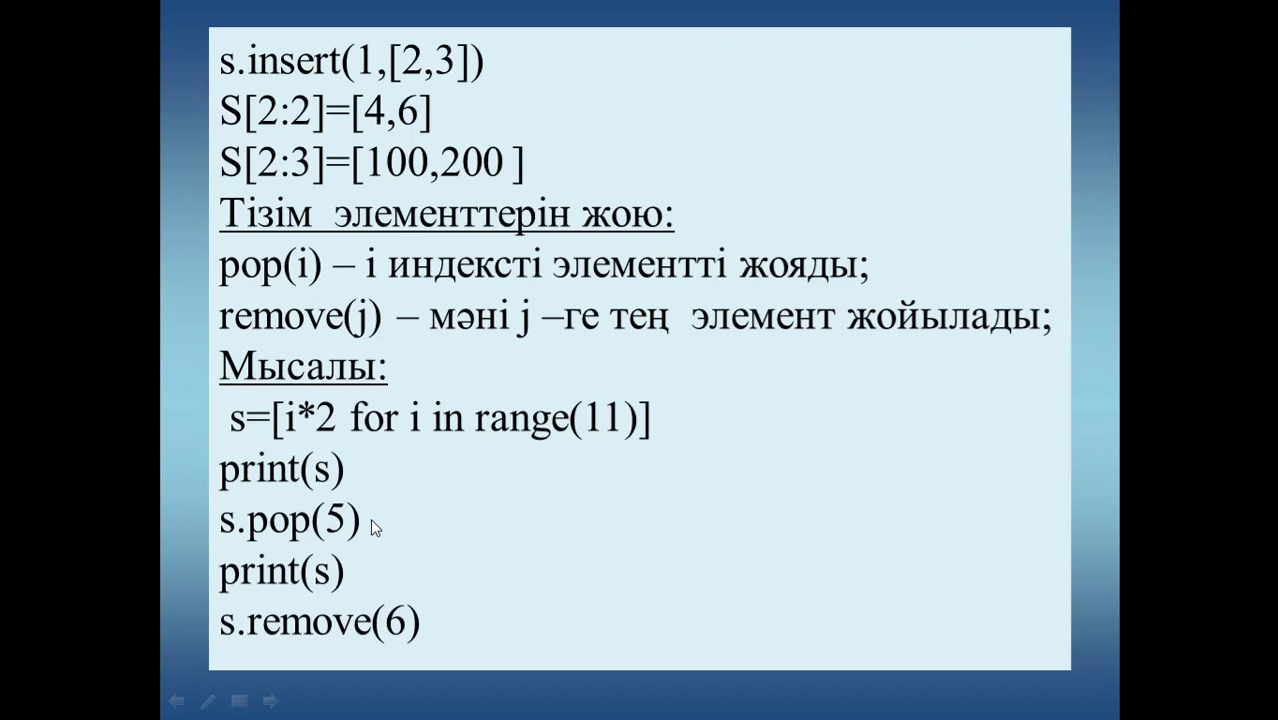 s.insert(1,[2,3])
S[2:2]=[4,6]
S[2:3]=[100,200 ]
Тізім элементтерін жою:
pop(i) – i индексті элементті жояды;
remove(j) – мәні j –ге тең элемент жойылады;
Мысалы:
s=[i*2 for i in range(11)]
print(s)
s.pop(5)
print(s)
s.remove(6)